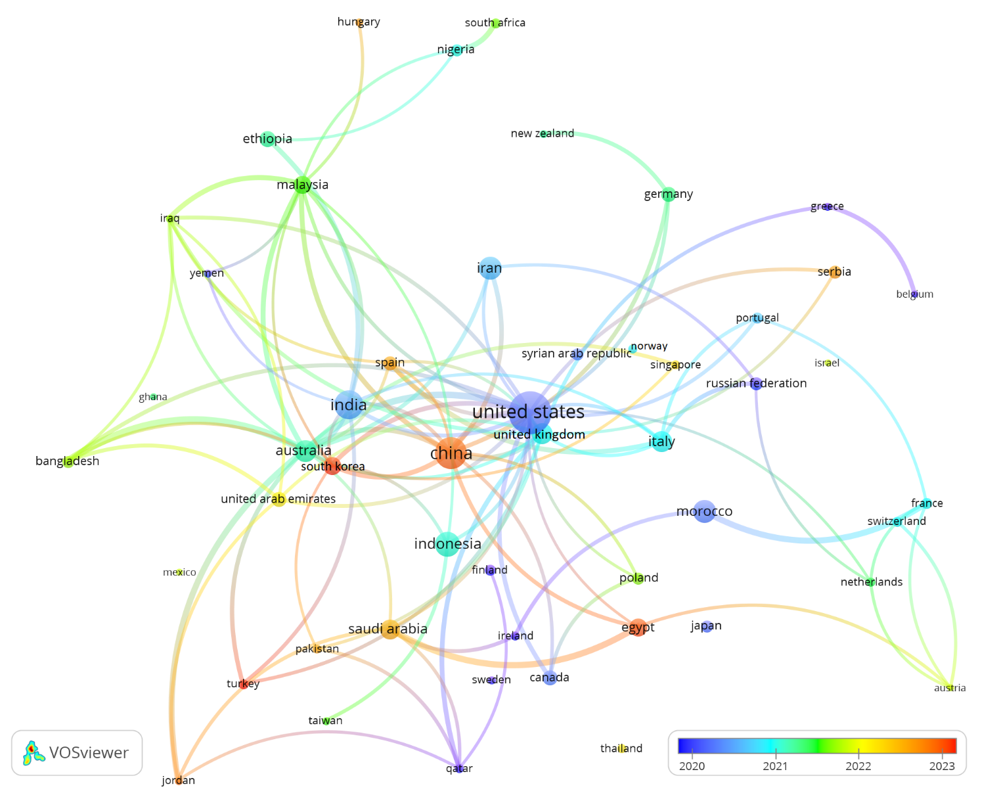 hungary
south africa
nigeria
new zealand
ethiopia
malaysia
germany
greece
iraq
iran
yemen
serbia
belgium
portugal
norway
syrian arab republic
spain
singapore
israel
russian federation
ghana
india
united states
united kingdom
italy
australia
china
bangladesh
south korea
united arab emirates
france
morocco
switzerland
indonesia
finland
mexico
poland
netherlands
saudi arabia
egypt
japan
ireland
pakistan
canada
sweden
turkey
austria
taiwan
thailand
VOSviewer
2020 2021 2022 2023
qatar
jordan